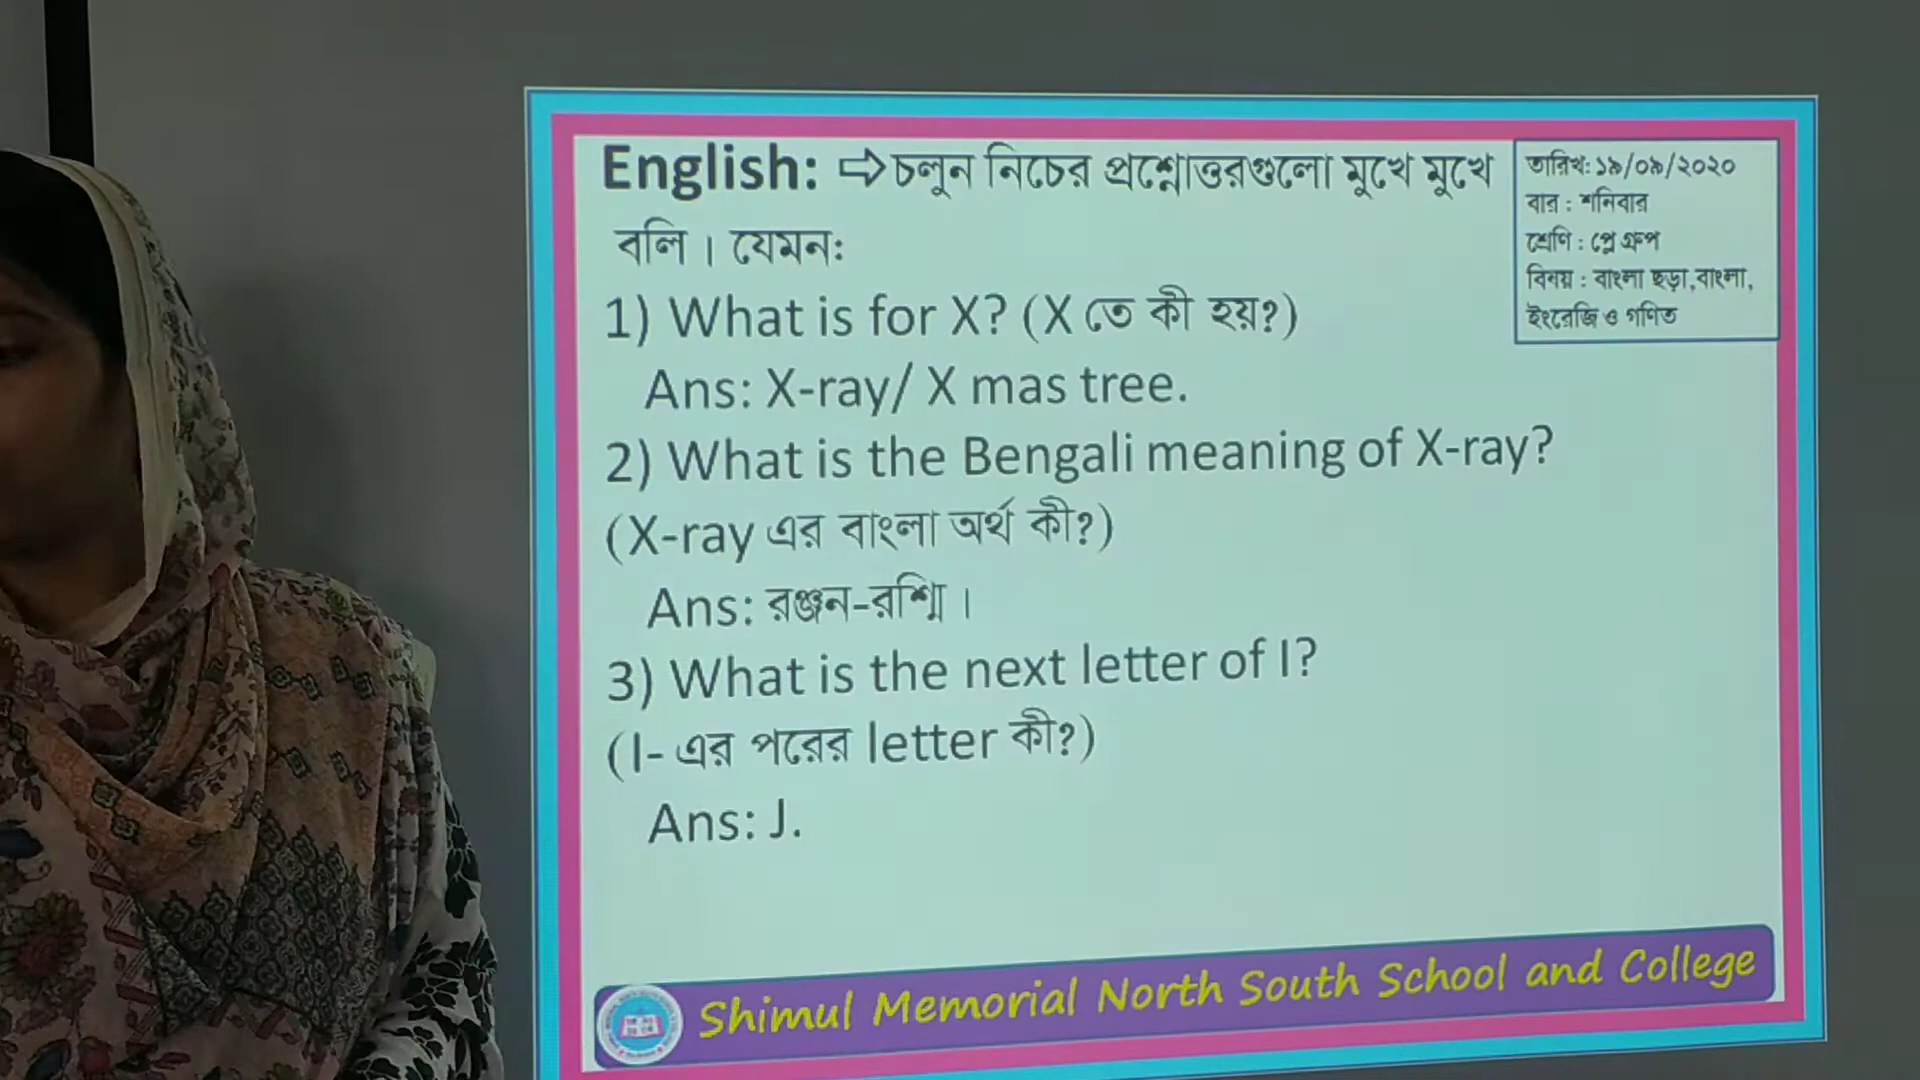 English: ⇨চলুন নিচের প্রশ্নোত্তরগুলো মুখে মুখে
বলি। যেমন:
1) What is for X? (X তে কী হয়?)
Ans: X-ray/ X mas tree.
2) What is the Bengali meaning of X-ray?
(X-ray এর বাংলা অর্থ কী?)
Ans: রঞ্জন-রশ্মি।
3) What is the next letter of I?
(I- এর পরের letter কী?)
Ans: J.
তারিখ: ১৯/০৯/২০২০
বার : শনিবার
শ্রেণি : প্লে গ্রুপ
বিষয় : বাংলা ছড়া,বাংলা,
ইংরেজি ও গণিত
Shimul Memorial North South School and College